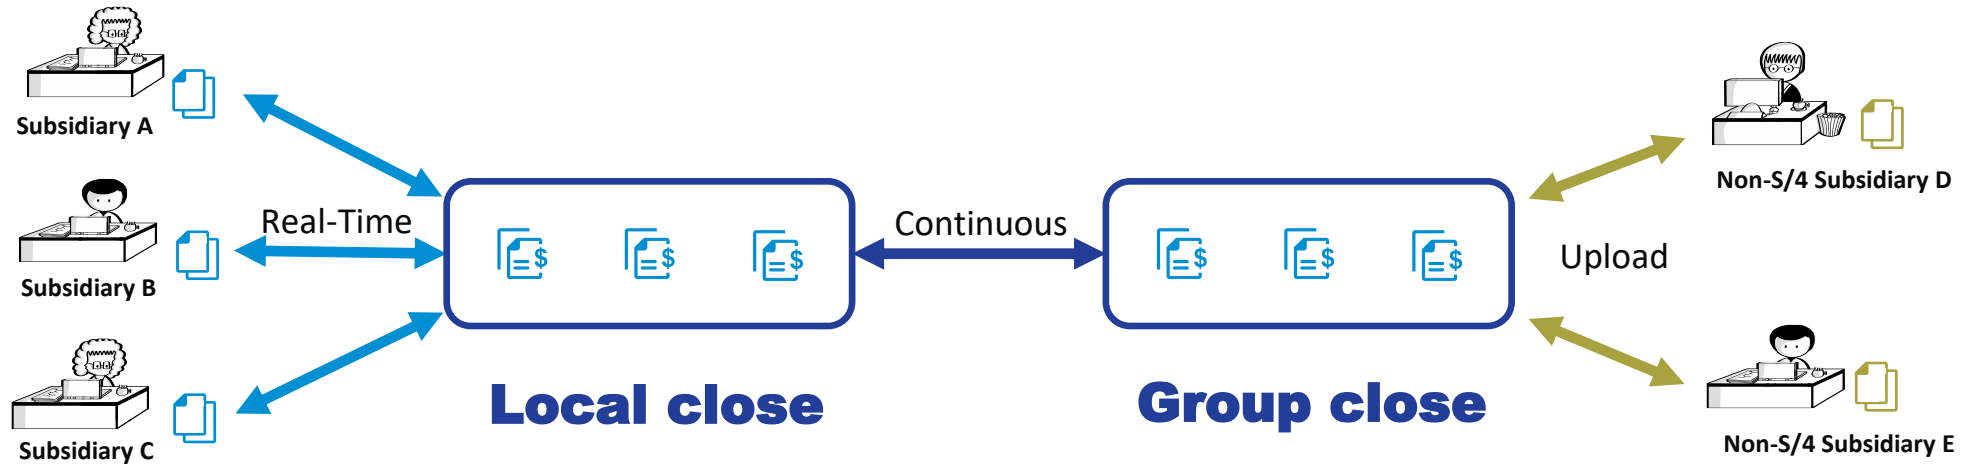 Subsidiary A
Real-Time
Subsidiary B
Subsidiary C
$
$
$
Local close
Continuous
$
$
$
Group close
Upload
Non-S/4 Subsidiary D
Non-S/4 Subsidiary E